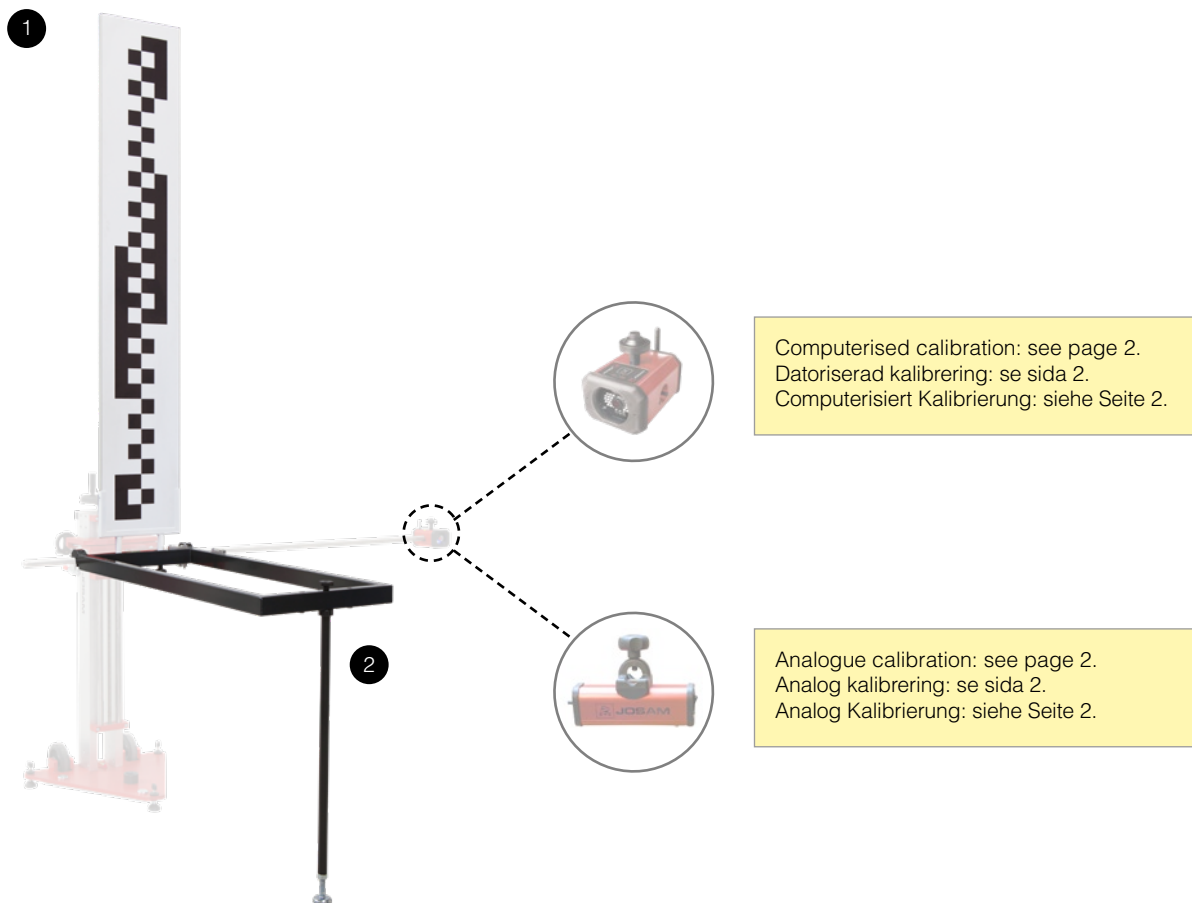 1
Computerised calibration: see page 2.
Datoriserad kalibrering: se sida 2.
Computerisiert Kalibrierung: siehe Seite 2.
2
Analogue calibration: see page 2.
Analog kalibrering: se sida 2.
Analog Kalibrierung: siehe Seite 2.
JOSAM